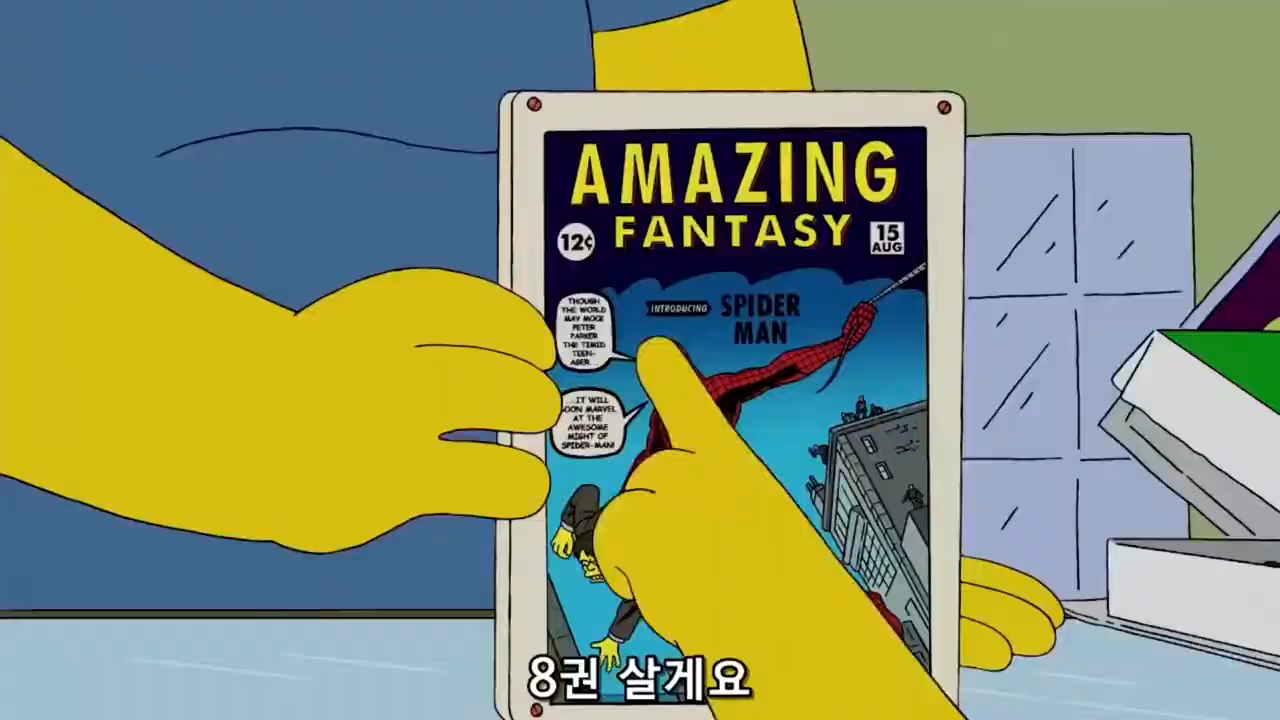 AMAZING
FANTASY
12¢
15
AUG
INTRODUCING
SPIDER
MAN
THOUGH
THE WORLD
MAY MOCK
PETER
PARKER
THE TIMID
TEEN-
AGER
...IT WILL
SOON MARVEL
AT THE
AWESOME
MIGHT OF
SPIDER-MAN!
8권 살게요